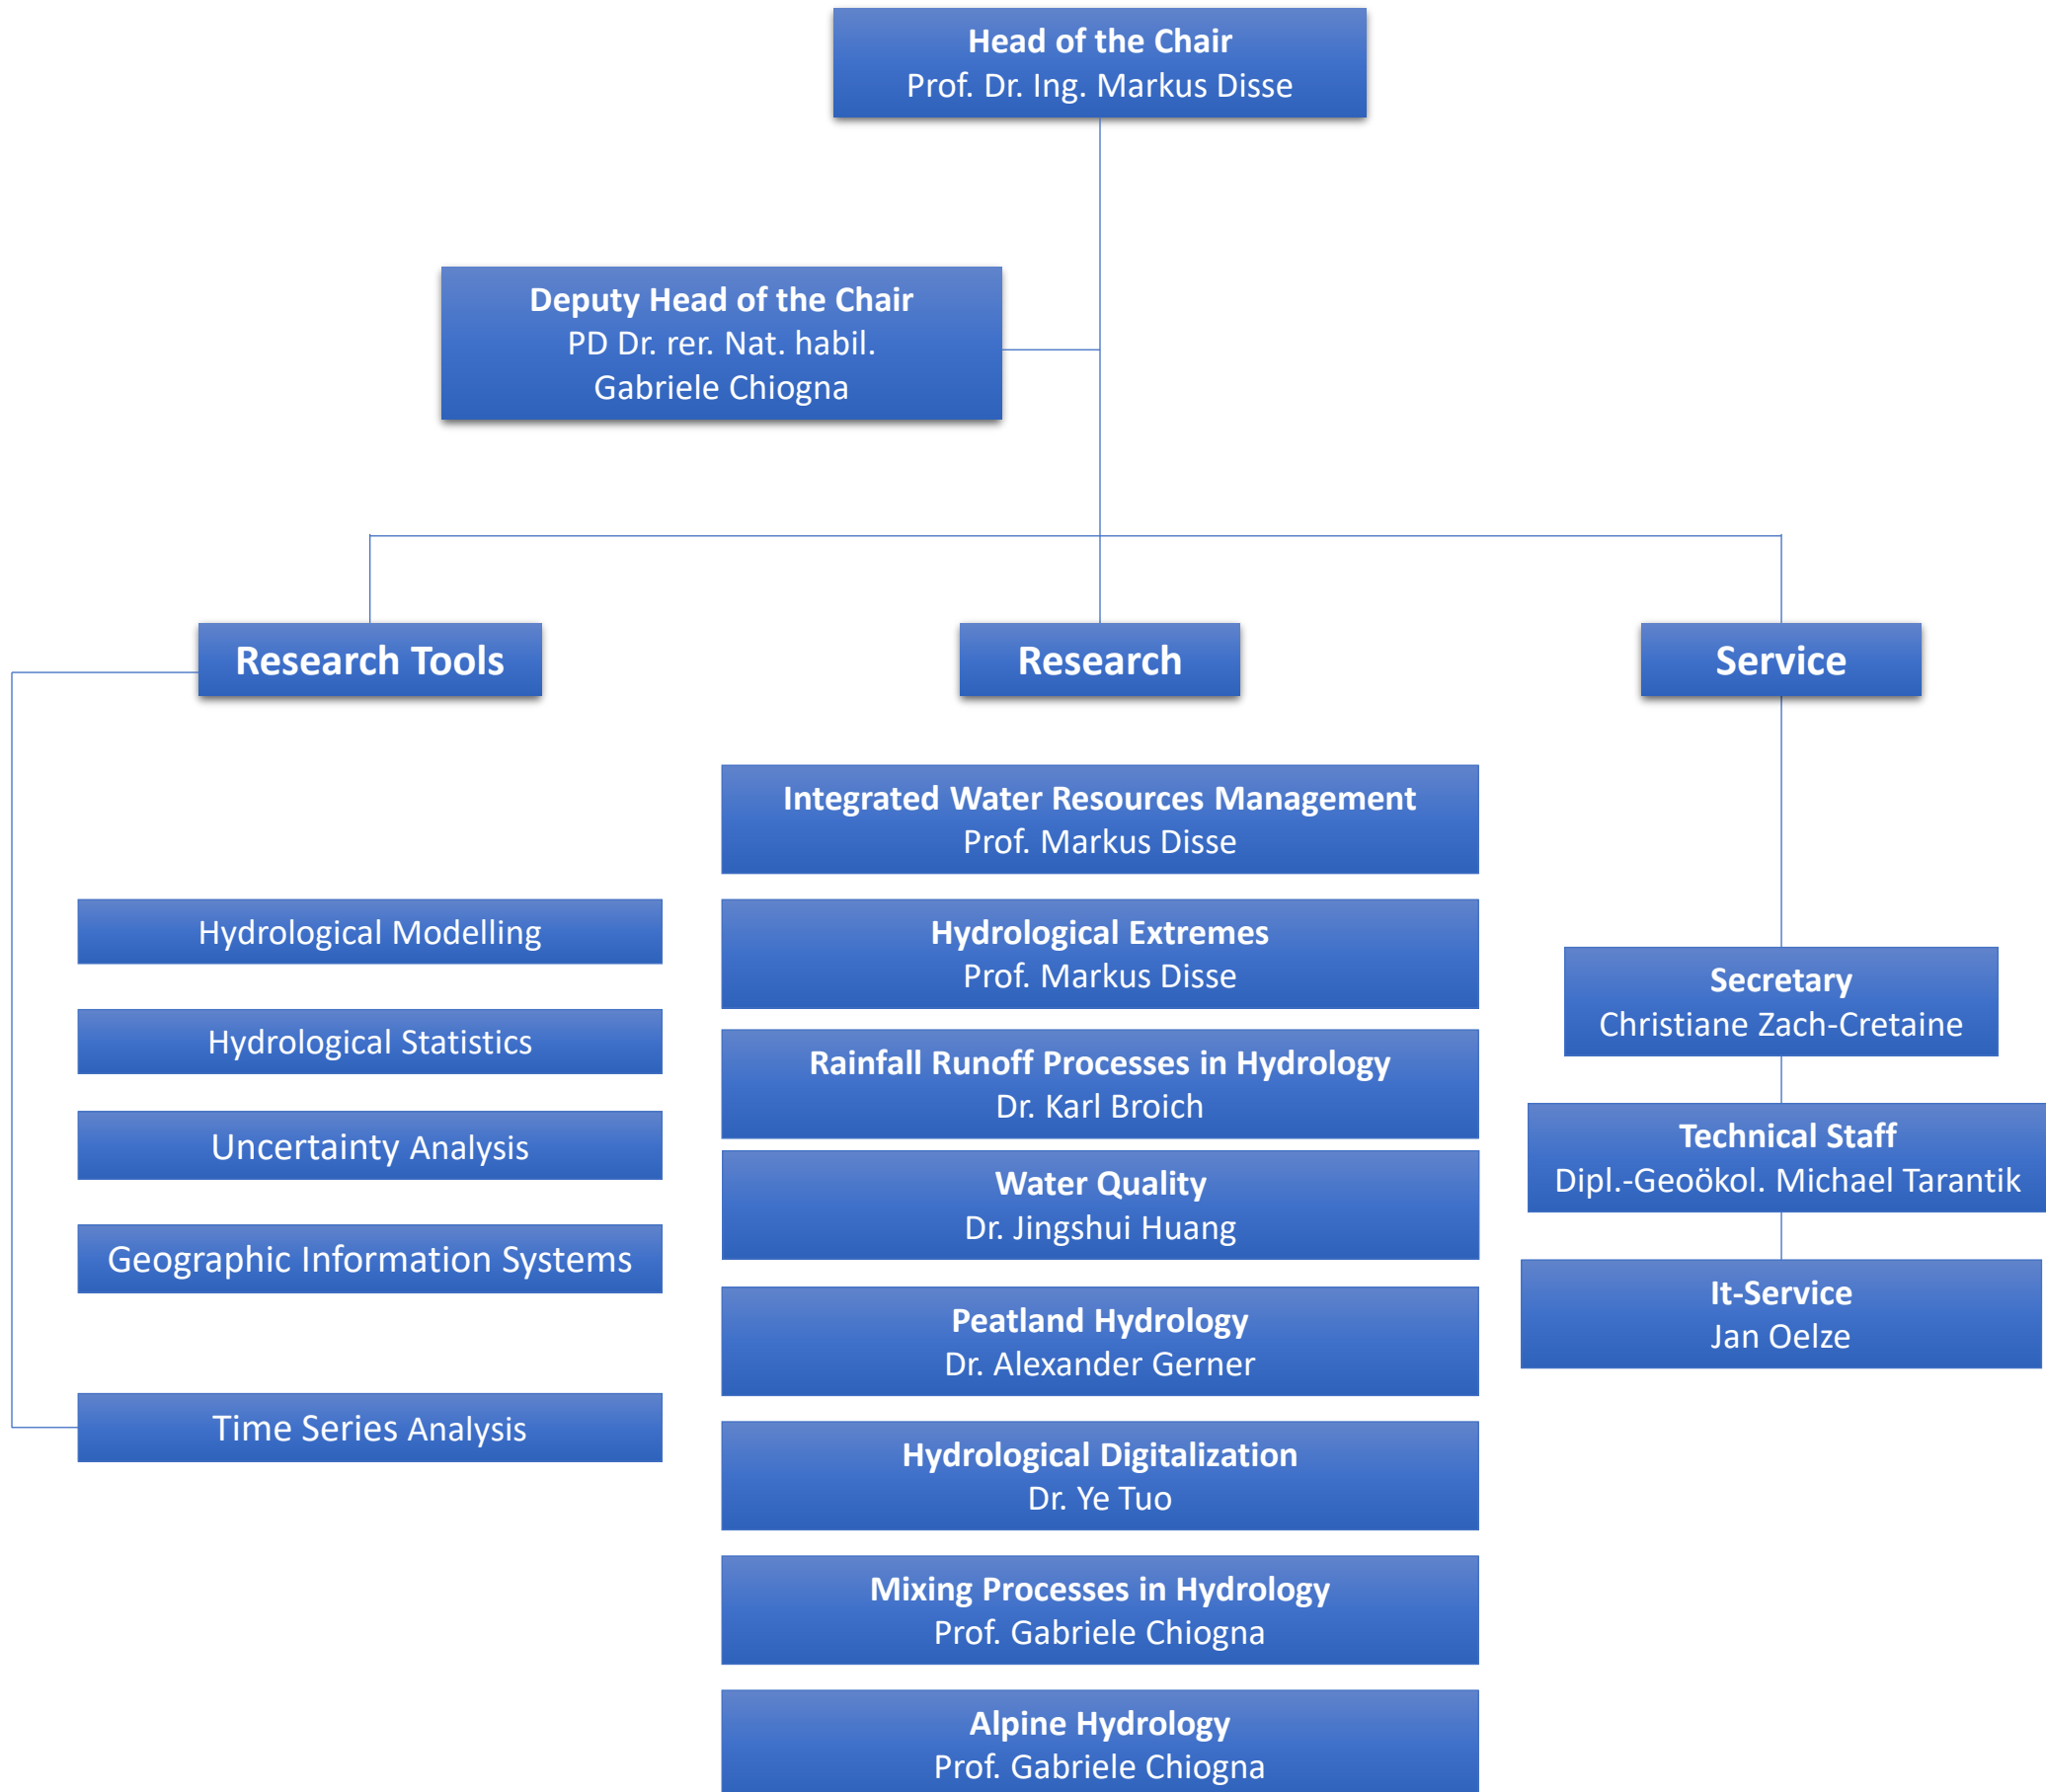 Head of the Chair
Prof. Dr. Ing. Markus Disse
Deputy Head of the Chair
PD Dr. rer. Nat. habil.
Gabriele Chiogna
Research Tools
Research
Service
Hydrological Modelling
Hydrological Statistics
Uncertainty Analysis
Geographic Information Systems
Time Series Analysis
Integrated Water Resources Management
Prof. Markus Disse
Hydrological Extremes
Prof. Markus Disse
Rainfall Runoff Processes in Hydrology
Dr. Karl Broich
Water Quality
Dr. Jingshui Huang
Peatland Hydrology
Dr. Alexander Gerner
Hydrological Digitalization
Dr. Ye Tuo
Mixing Processes in Hydrology
Prof. Gabriele Chiogna
Alpine Hydrology
Prof. Gabriele Chiogna
Secretary
Christiane Zach-Cretaine
Technical Staff
Dipl.-Geoökol. Michael Tarantik
It-Service
Jan Oelze